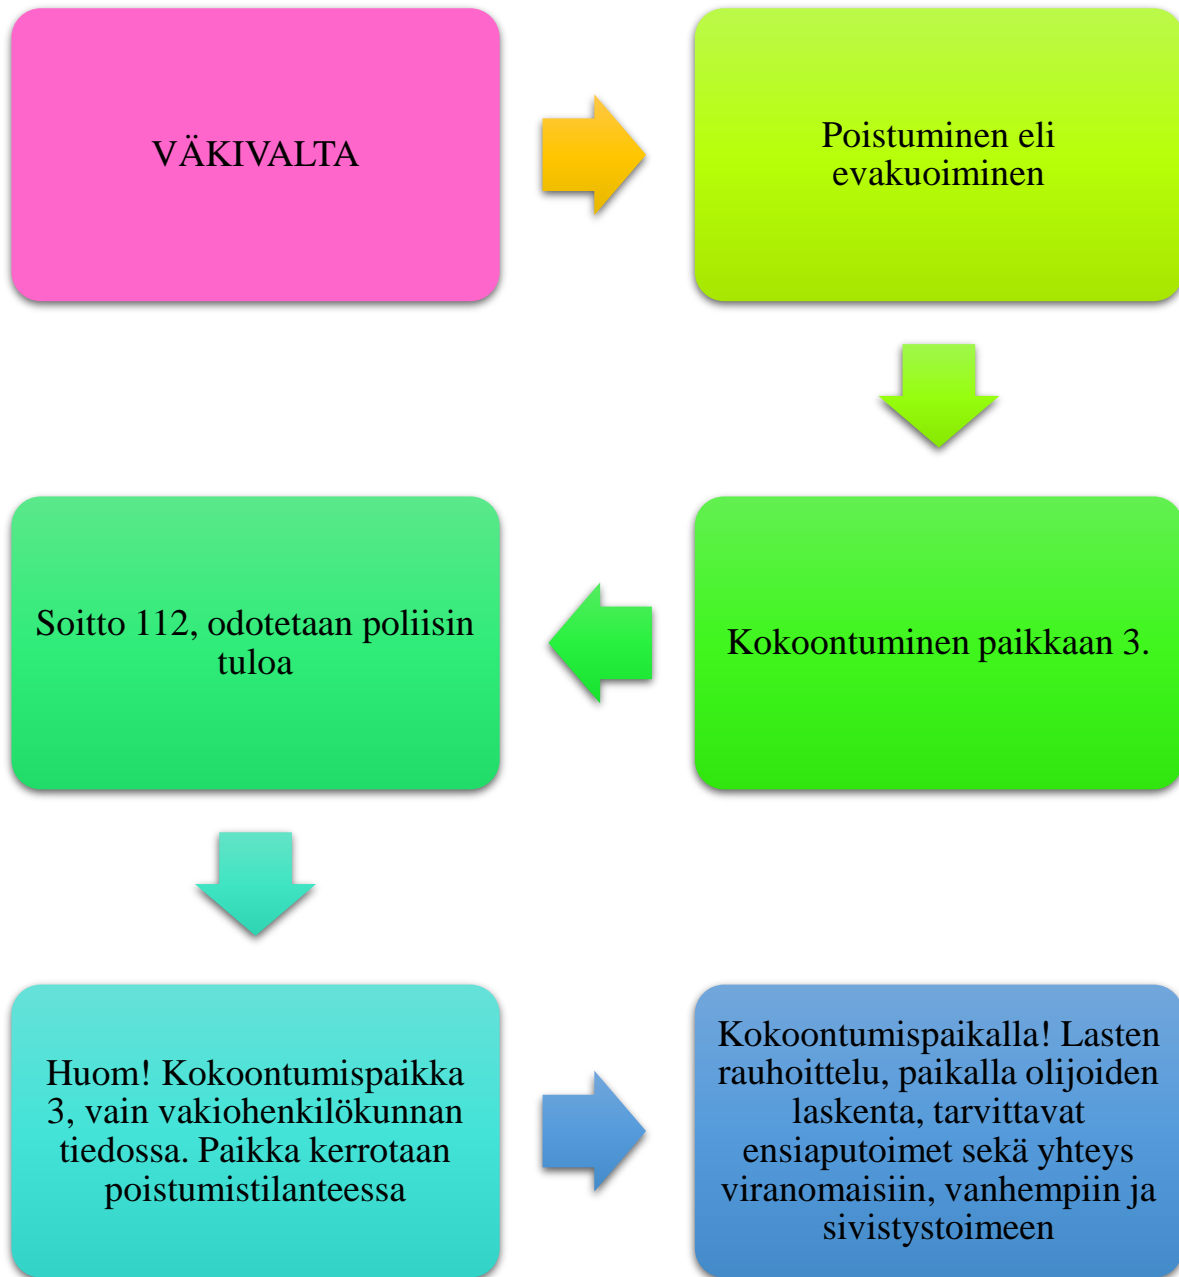 VÄKIVALTA
Poistuminen eli
evakuoiminen
Kokoontuminen paikkaan 3.
Soitto 112, odotetaan poliisin
tuloa
Huom! Kokoontumispaikka
3, vain vakiohenkilökunnan
tiedossa. Paikka kerrotaan
poistumistilanteessa
Kokoontumispaikalla! Lasten
rauhoittelu, paikalla olijoiden
laskenta, tarvittavat
ensiaputoimet sekä yhteys
viranomaisiin, vanhempiin ja
sivistystoimeen